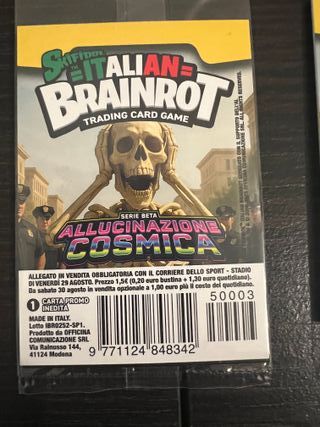 SKIFIDOL
=ITALIAN=
BRAINROT
TRADING CARD GAME
SERIE BETA
ALLUCINAZIONE
COSMICA
ALLEGATO IN VENDITA OBBLIGATORIA CON IL CORRIERE DELLO SPORT - STADIO
DI VENERDÌ 29 AGOSTO. Prezzo 1,5€ (0,20 euro bustina + 1,30 euro quotidiano).
Da sabato 30 agosto in vendita opzionale a 1,00 euro più il costo del quotidiano.
1 CARTA PROMO
INEDITA
MADE IN ITALY.
Lotto IBR0252-SP1.
Prodotto da OFFICINA
COMUNICAZIONE SRL
Via Rainusso 144,
41124 Modena
50003
9 771124 848342